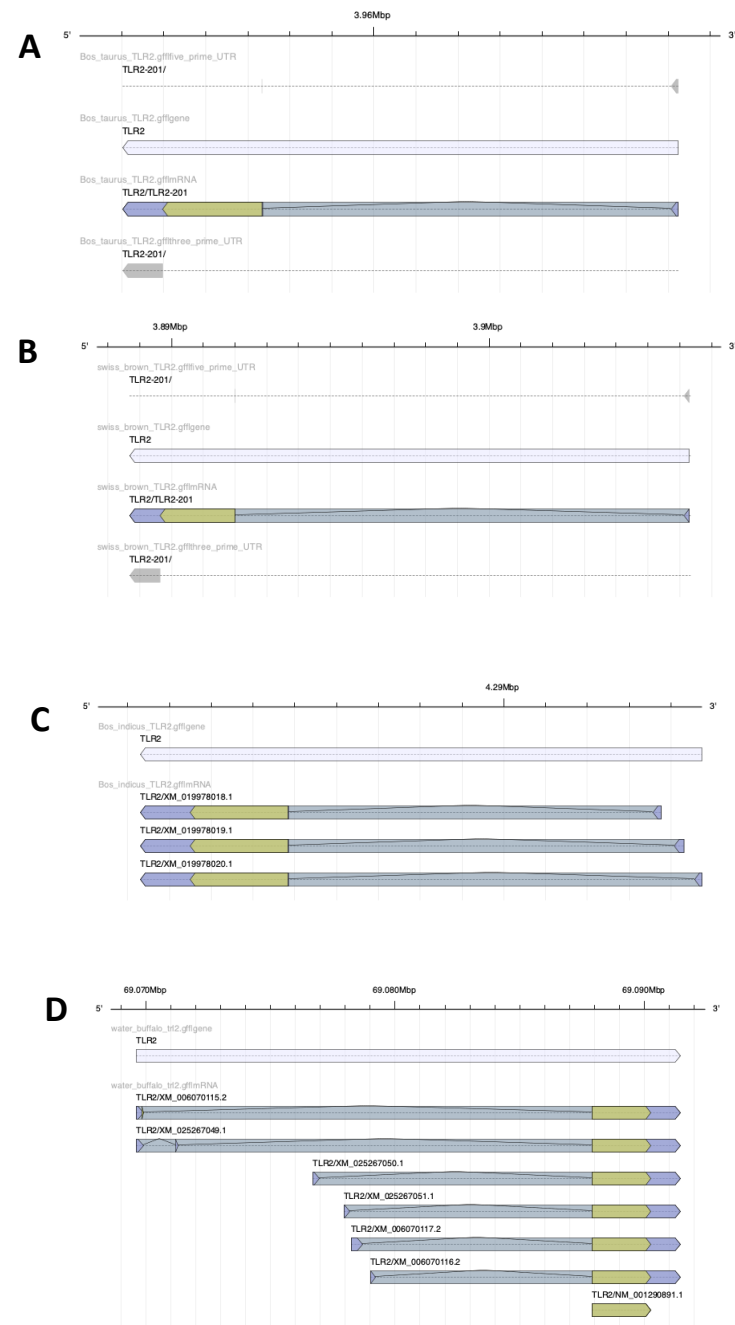 3.96Mbp
A
5'
3'
Bos_taurus_TLR2.gff|five_prime_UTR
TLR2-201/
Bos_taurus_TLR2.gff|gene
TLR2
Bos_taurus_TLR2.gff|mRNA
TLR2/TLR2-201
Bos_taurus_TLR2.gff|three_prime_UTR
TLR2-201/
3.89Mbp 3.9Mbp
B
5'
3'
swiss_brown_TLR2.gff|five_prime_UTR
TLR2-201/
swiss_brown_TLR2.gff|gene
TLR2
swiss_brown_TLR2.gff|mRNA
TLR2/TLR2-201
swiss_brown_TLR2.gff|three_prime_UTR
TLR2-201/
4.29Mbp
C
5'
3'
Bos_indicus_TLR2.gff|gene
TLR2
Bos_indicus_TLR2.gff|mRNA
TLR2/XM_019978018.1
TLR2/XM_019978019.1
TLR2/XM_019978020.1
69.070Mbp 69.080Mbp 69.090Mbp
D
5'
3'
water_buffalo_trl2.gff|gene
TLR2
water_buffalo_trl2.gff|mRNA
TLR2/XM_006070115.2
TLR2/XM_025267049.1
TLR2/XM_025267050.1
TLR2/XM_025267051.1
TLR2/XM_006070117.2
TLR2/XM_006070116.2
TLR2/NM_001290891.1